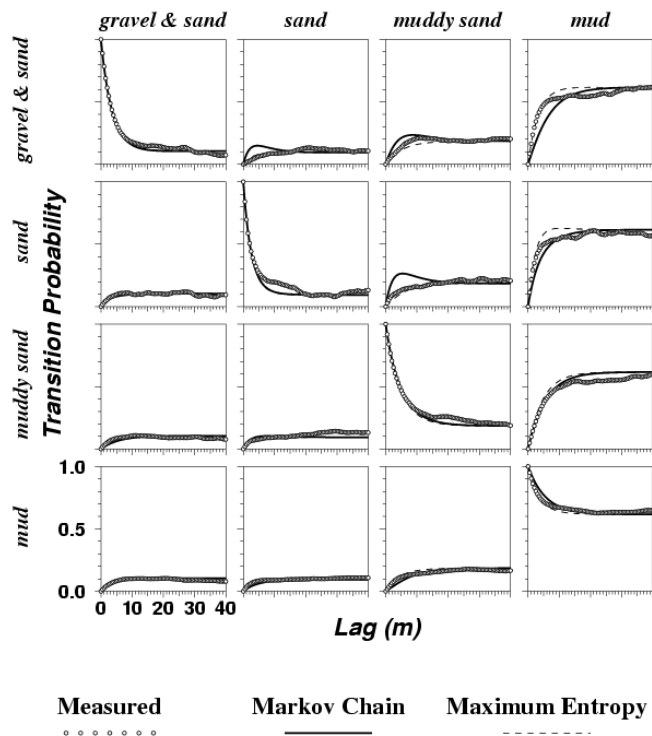 gravel & sand sand muddy sand mud
gravel & sand
sand
muddy sand
mud
Transition Probability
1.0
0.5
0.0
0 10 20 30 40
Lag (m)
Measured Markov Chain Maximum Entropy